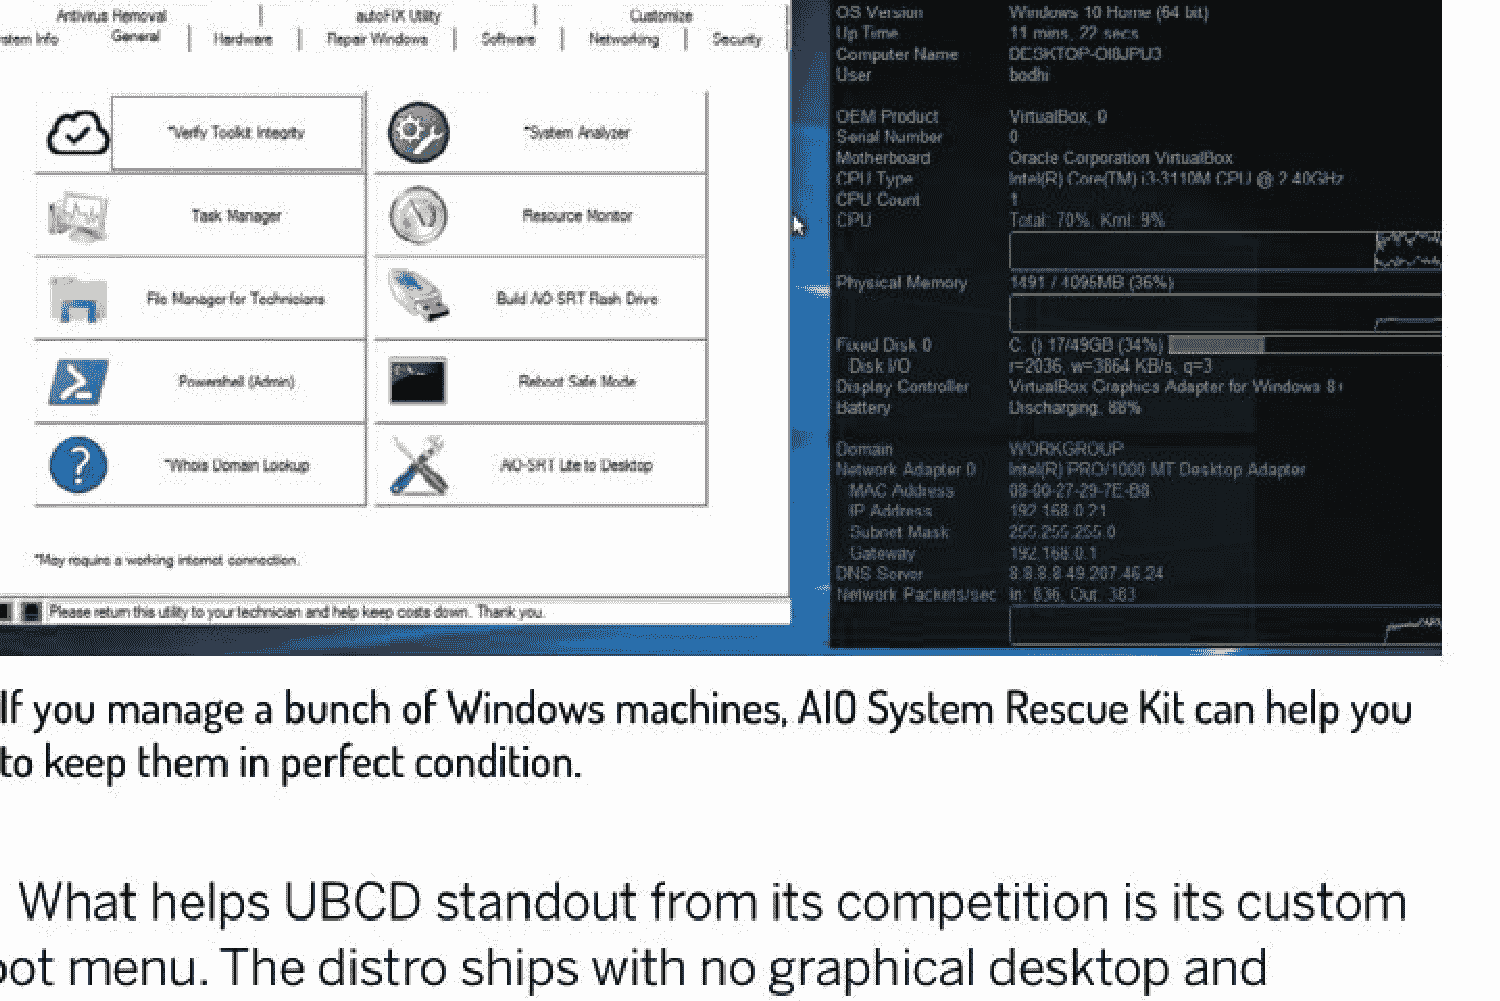 Antivirus Removal autoFIX Utility Customize
stem Info General Hardware Repair Windows Software Networking Security
*Verify Toolkit Integrity *System Analyzer
Task Manager Resource Monitor
File Manager for Technicians Build AIO-SRT Flash Drive
Powershell (Admin) Reboot Safe Mode
*Whois Domain Lookup AIO-SRT Lite to Desktop
*May require a working internet connection.
Please return this utility to your technician and help keep costs down. Thank you.
OS Version Windows 10 Home (64 bit)
Up Time 11 mins, 22 secs
Computer Name DESKTOP-OI8JPU3
User bodhi
OEM Product VirtualBox, 0
Serial Number 0
Motherboard Oracle Corporation VirtualBox
CPU Type Intel(R) Core(TM) i3-3110M CPU @ 2.40GHz
CPU Count 1
CPU Total: 70%, Krnl: 9%
Physical Memory 1491 / 4095MB (36%)
Fixed Disk 0 C: () 17/49GB (34%)
Disk I/O r=2036, w=3864 KB/s, q=3
Display Controller VirtualBox Graphics Adapter for Windows 8+
Battery Discharging, 88%
Domain WORKGROUP
Network Adapter 0 Intel(R) PRO/1000 MT Desktop Adapter
MAC Address 08-00-27-29-7E-B8
IP Address 192.168.0.21
Subnet Mask 255.255.255.0
Gateway 192.168.0.1
DNS Server 8.8.8.8 49.207.46.24
Network Packets/sec In: 636, Out: 383
If you manage a bunch of Windows machines, AIO System Rescue Kit can help you
to keep them in perfect condition.
What helps UBCD standout from its competition is its custom
oot menu. The distro ships with no graphical desktop and